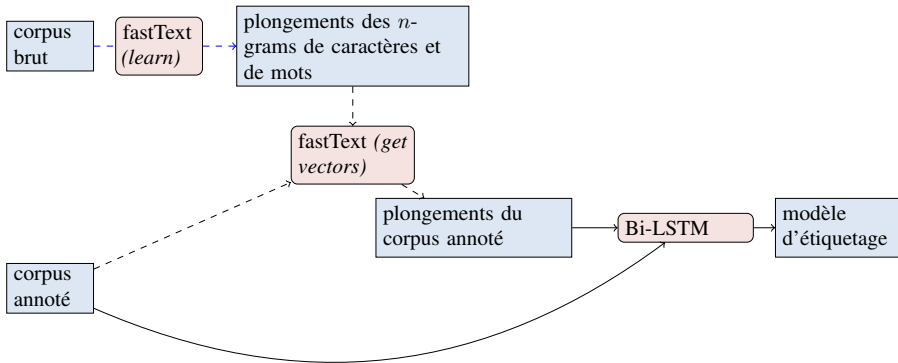 corpus
brut
fastText
(learn)
plongements des n-
grams de caractères et
de mots
fastText (get
vectors)
plongements du
corpus annoté
Bi-LSTM
modèle
d'étiquetage
corpus
annoté